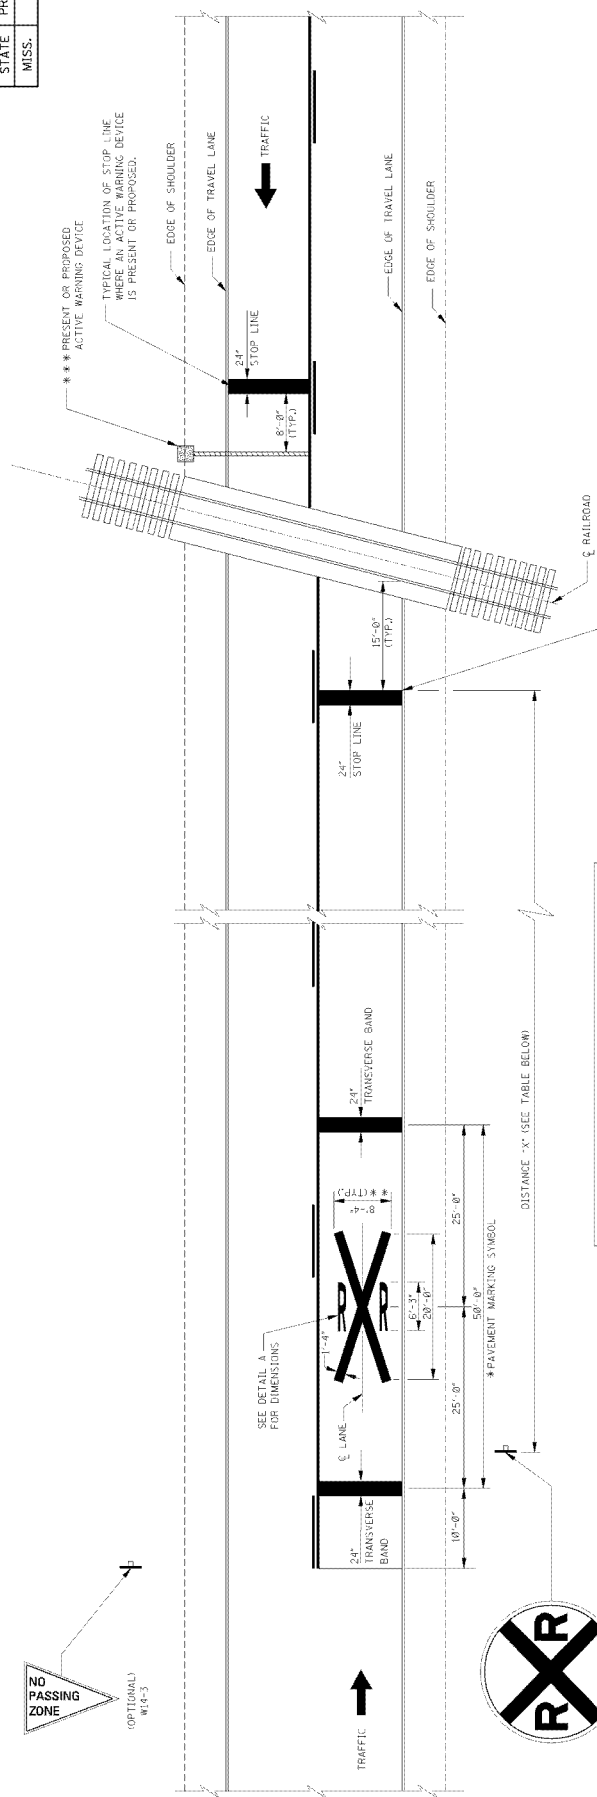 STATE
PR
MISS.
* * * PRESENT OR PROPOSED
ACTIVE WARNING DEVICE
TYPICAL LOCATION OF STOP LINE
WHERE AN ACTIVE WARNING DEVICE
IS PRESENT OR PROPOSED.
EDGE OF SHOULDER
EDGE OF TRAVEL LANE
TRAFFIC
24"
STOP LINE
8'-0"
(TYP.)
EDGE OF TRAVEL LANE
EDGE OF SHOULDER
℄ RAILROAD
15'-0"
(TYP.)
24"
STOP LINE
24"
TRANSVERSE BAND
8'-4"
* * (TYP.)
DISTANCE "X" (SEE TABLE BELOW)
SEE DETAIL A
FOR DIMENSIONS
1'-4"
R
R
℄ LANE
6'-3"
20'-0"
25'-0"
25'-0"
50'-0"
* PAVEMENT MARKING SYMBOL
24"
TRANSVERSE
BAND
10'-0"
NO
PASSING
ZONE
(OPTIONAL)
W14-3
TRAFFIC
R R